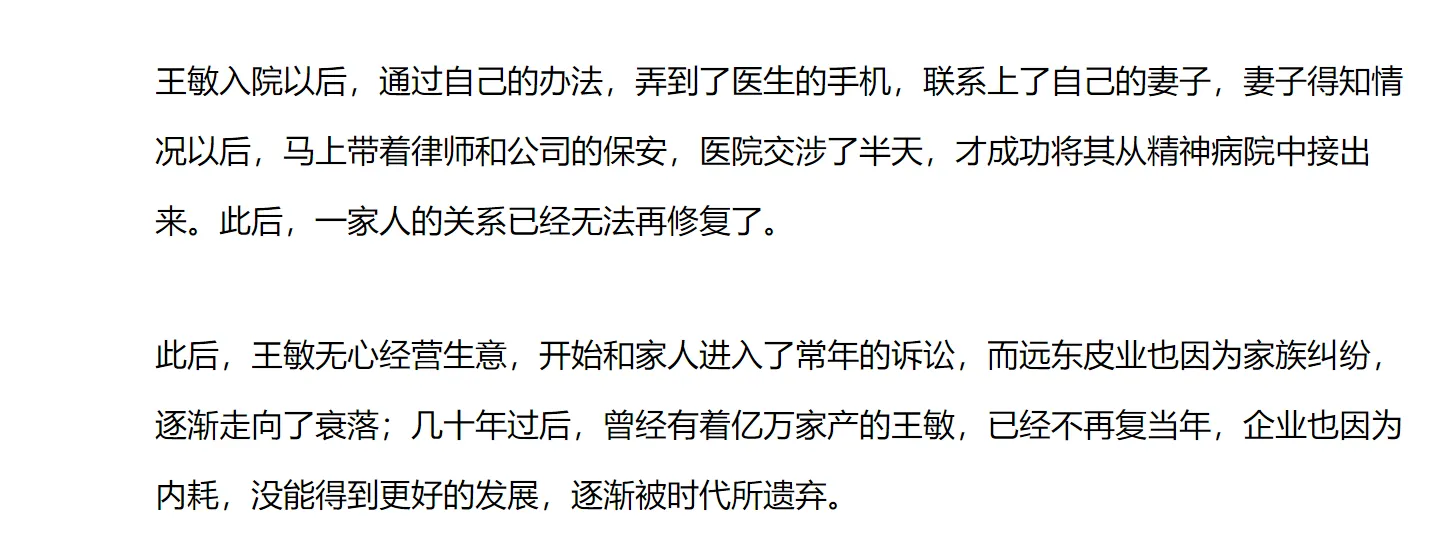 王敏入院以后，通过自己的办法，弄到了医生的手机，联系上了自己的妻子，妻子得知情
况以后，马上带着律师和公司的保安，医院交涉了半天，才成功将其从精神病院中接出
来。此后，一家人的关系已经无法再修复了。
此后，王敏无心经营生意，开始和家人进入了常年的诉讼，而远东皮业也因为家族纠纷，
逐渐走向了衰落；几十年过后，曾经有着亿万家产的王敏，已经不再复当年，企业也因为
内耗，没能得到更好的发展，逐渐被时代所遗弃。